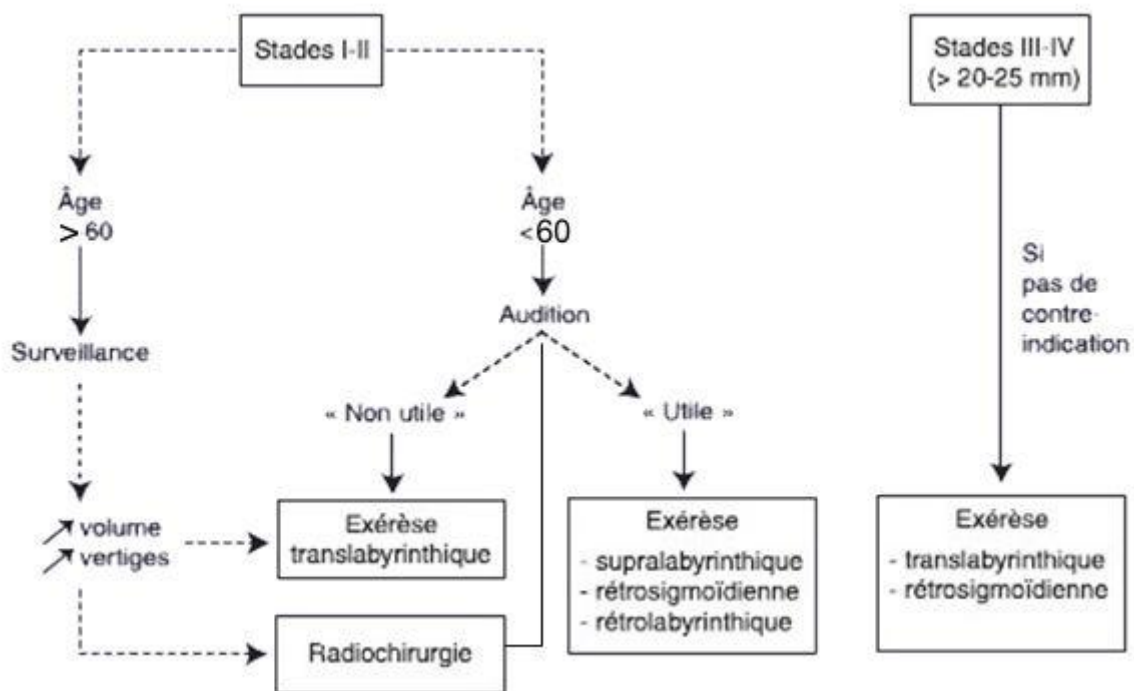 Stades I-II
Stades III-IV
(> 20-25 mm)
Âge
> 60
Âge
<60
Si
pas de
contre-
indication
Audition
Surveillance
« Non utile »
« Utile »
volume
vertiges
Exérèse
translabyrinthique
Exérèse
- supralabyrinthique
- rétrosigmoïdienne
- rétrolabyrinthique
Exérèse
- translabyrinthique
- rétrosigmoïdienne
Radiochirurgie